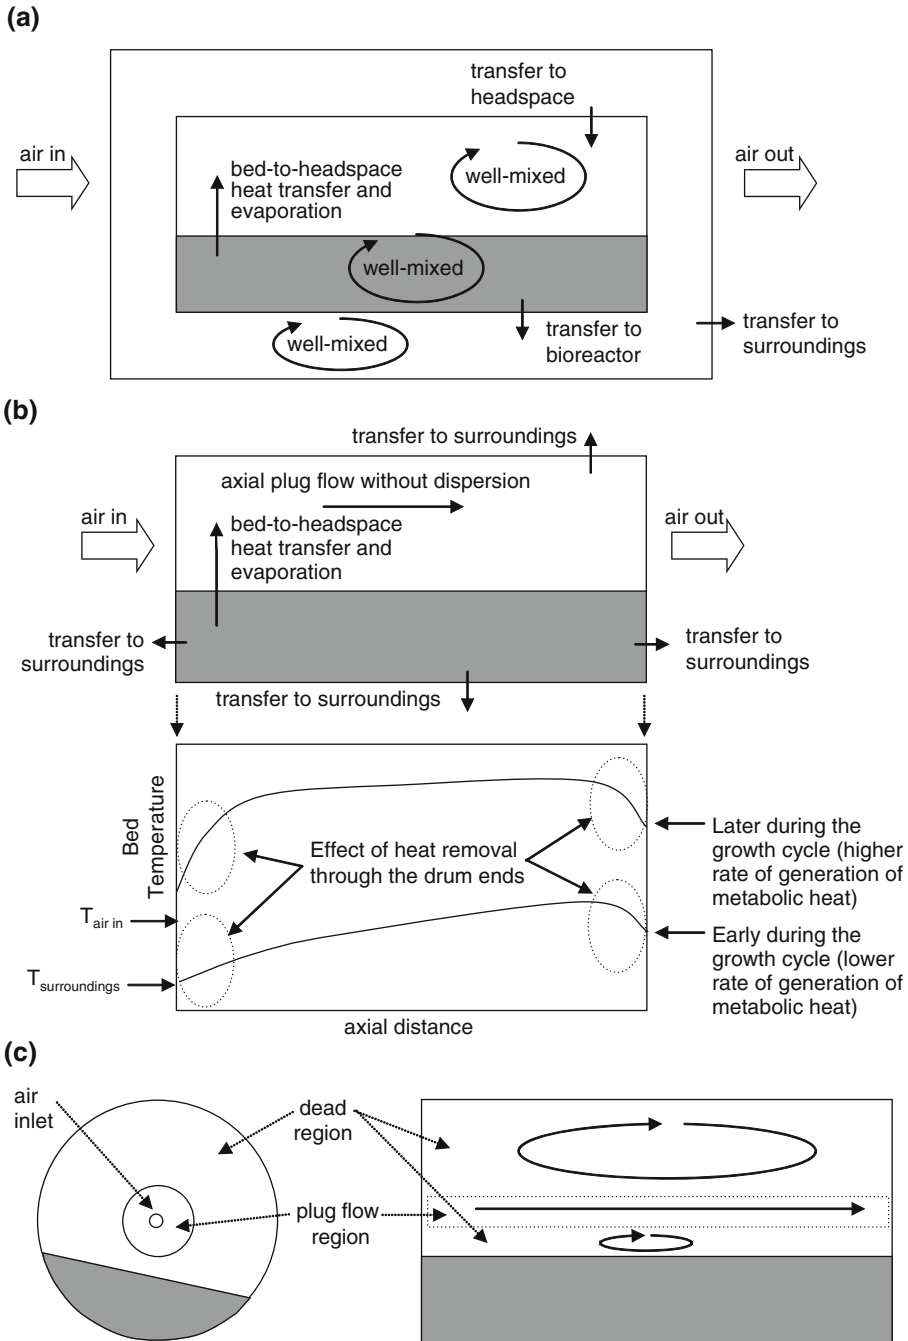 (a)
transfer to
headspace
air in
air out
bed-to-headspace
heat transfer and
evaporation
well-mixed
well-mixed
well-mixed
transfer to
bioreactor
transfer to
surroundings
(b)
transfer to surroundings
axial plug flow without dispersion
air in
air out
bed-to-headspace
heat transfer and
evaporation
transfer to
surroundings
transfer to
surroundings
transfer to surroundings
Bed
Temperature
Effect of heat removal
through the drum ends
T air in
T surroundings
Later during the
growth cycle (higher
rate of generation of
metabolic heat)
Early during the
growth cycle (lower
rate of generation of
metabolic heat)
axial distance
(c)
air
inlet
dead
region
plug flow
region